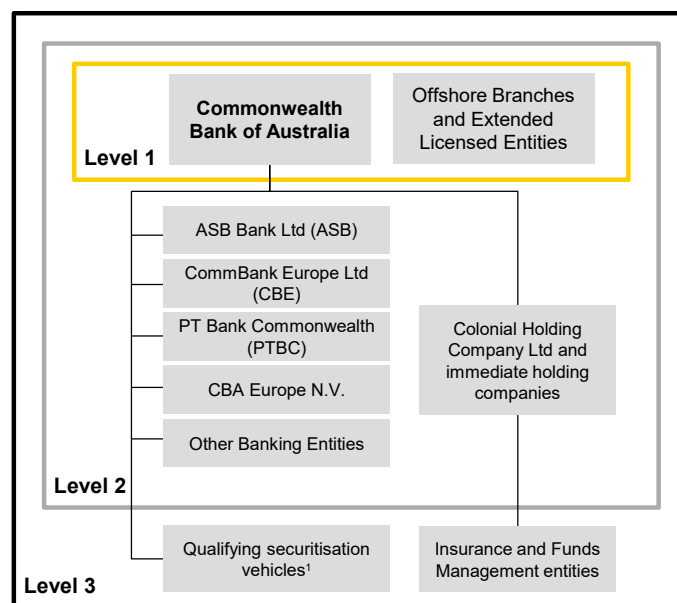 Commonwealth
Bank of Australia
Offshore Branches
and Extended
Licensed Entities
Level 1
ASB Bank Ltd (ASB)
CommBank Europe Ltd
(CBE)
PT Bank Commonwealth
(PTBC)
CBA Europe N.V.
Other Banking Entities
Colonial Holding
Company Ltd and
immediate holding
companies
Level 2
Qualifying securitisation
vehicles¹
Insurance and Funds
Management entities
Level 3